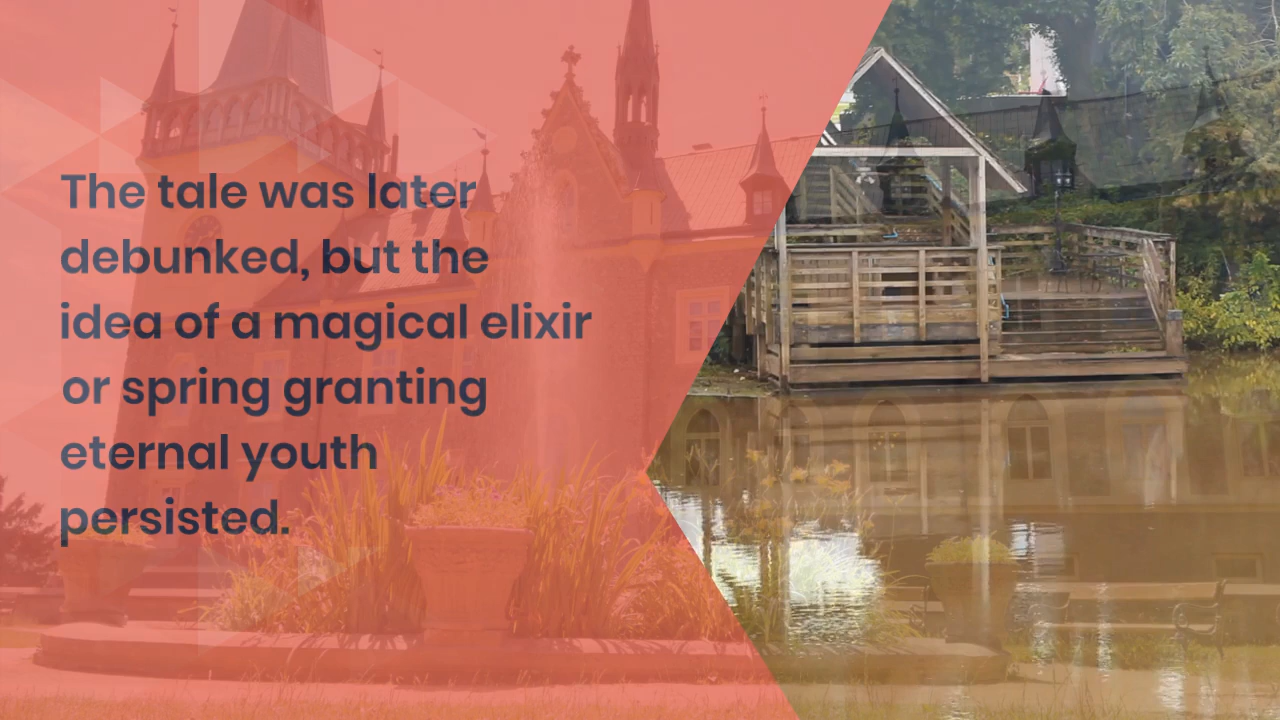 The tale was later
debunked, but the
idea of a magical elixir
or spring granting
eternal youth
persisted.